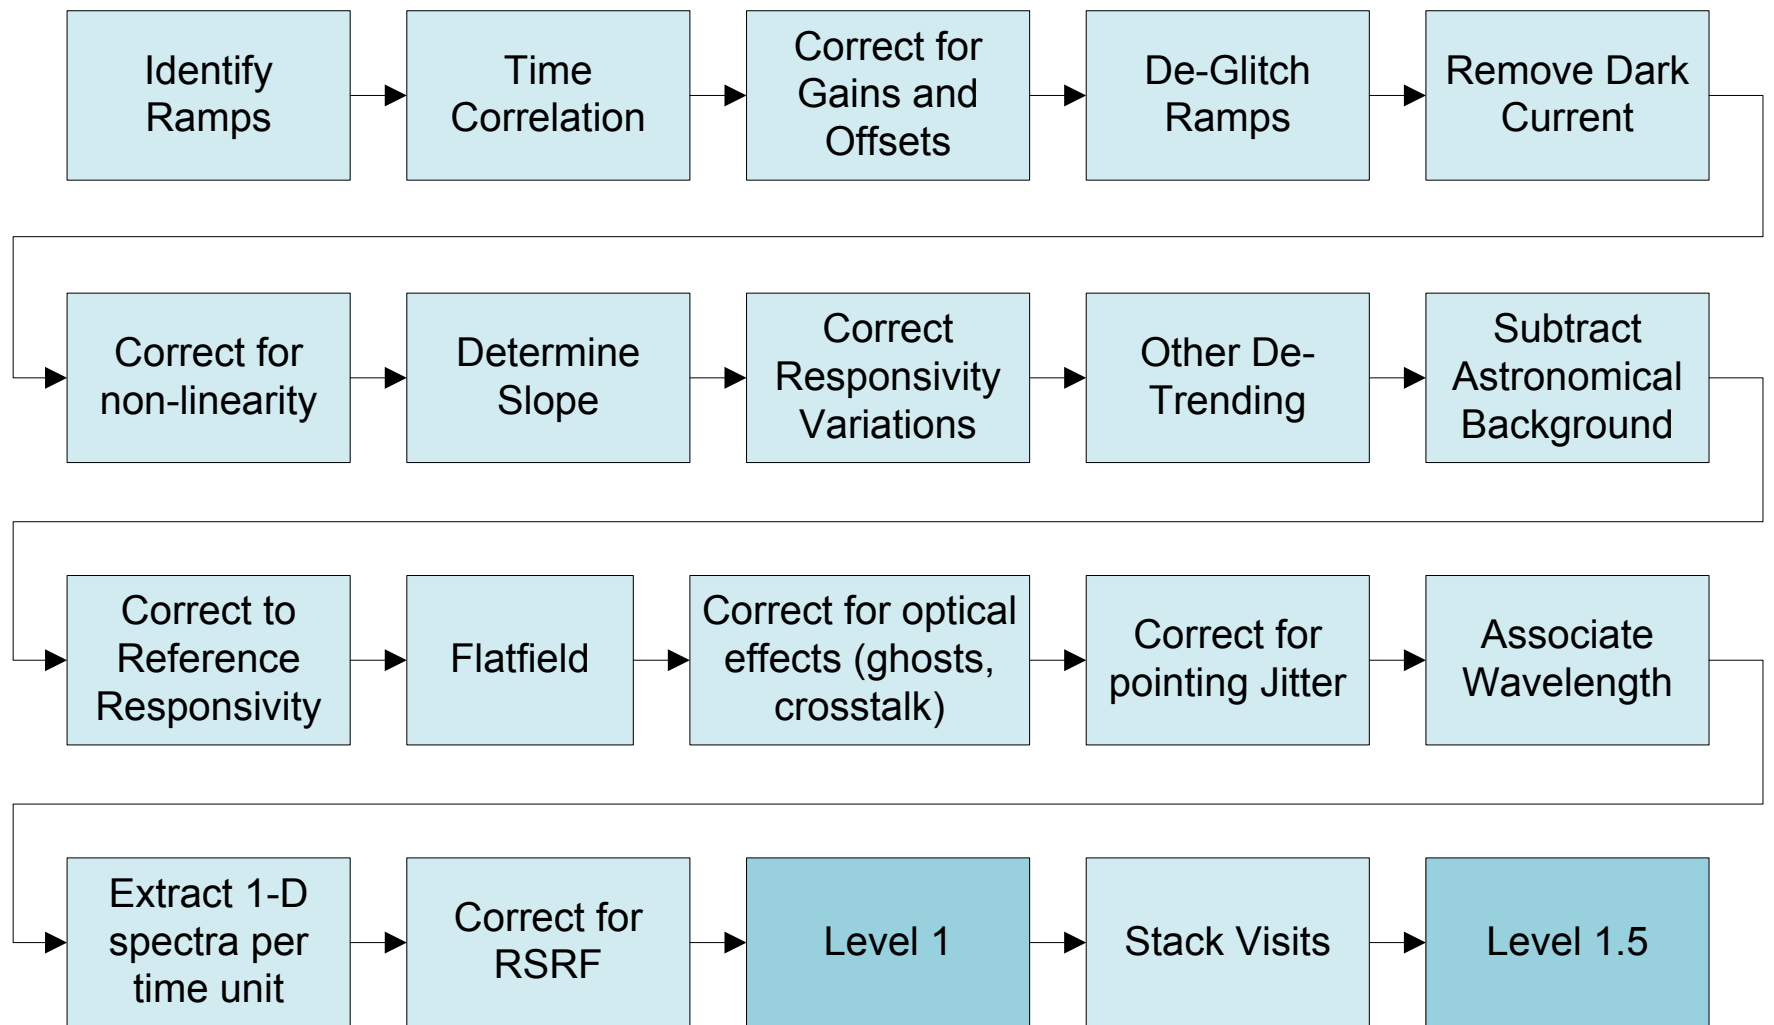 Identify
Ramps
Time
Correlation
Correct for
Gains and
Offsets
De-Glitch
Ramps
Remove Dark
Current
Correct for
non-linearity
Determine
Slope
Correct
Responsivity
Variations
Other De-
Trending
Subtract
Astronomical
Background
Correct to
Reference
Responsivity
Flatfield
Correct for optical
effects (ghosts,
crosstalk)
Correct for
pointing Jitter
Associate
Wavelength
Extract 1-D
spectra per
time unit
Correct for
RSRF
Level 1
Stack Visits
Level 1.5